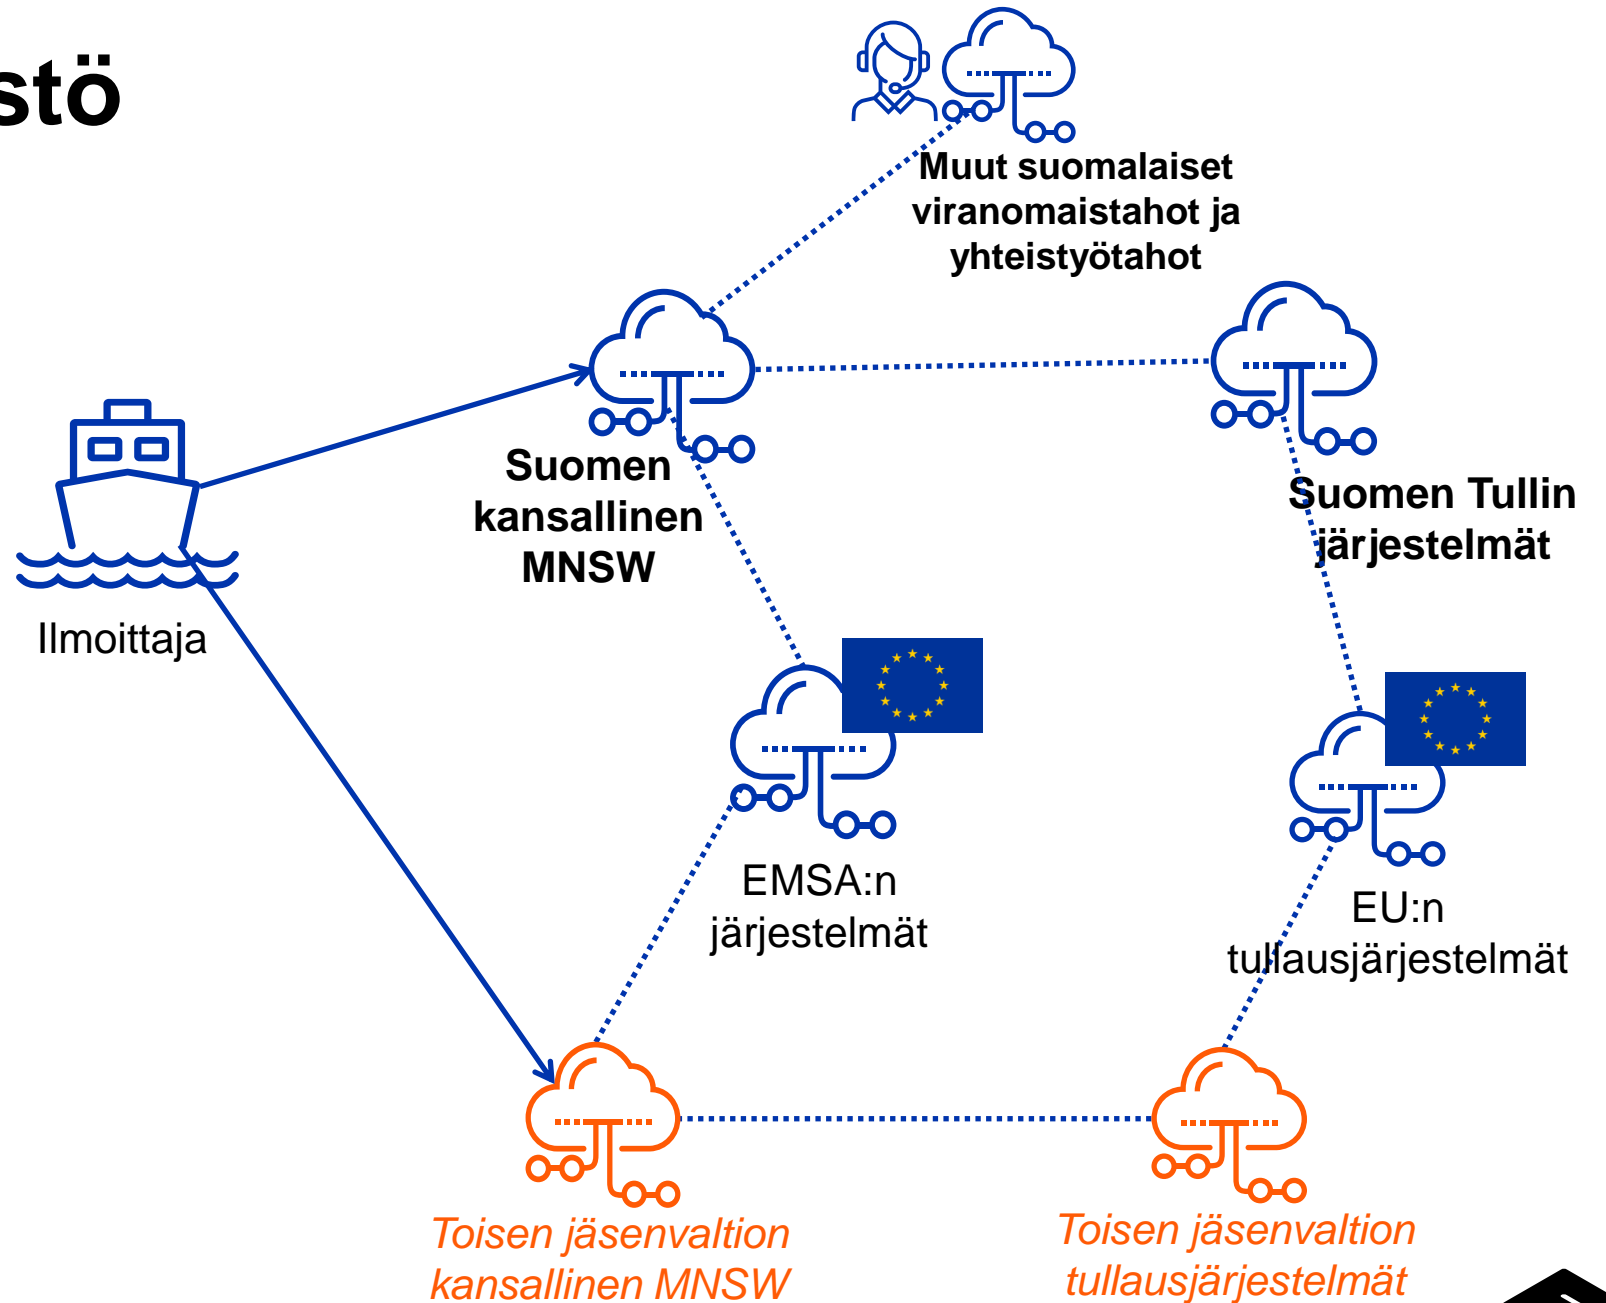 stö
Muut suomalaiset
viranomaistahot ja
yhteistyötahot
Suomen
kansallinen
MNSW
Suomen Tullin
järjestelmät
Ilmoittaja
EMSA:n
järjestelmät
EU:n
tullausjärjestelmät
Toisen jäsenvaltion
kansallinen MNSW
Toisen jäsenvaltion
tullausjärjestelmät